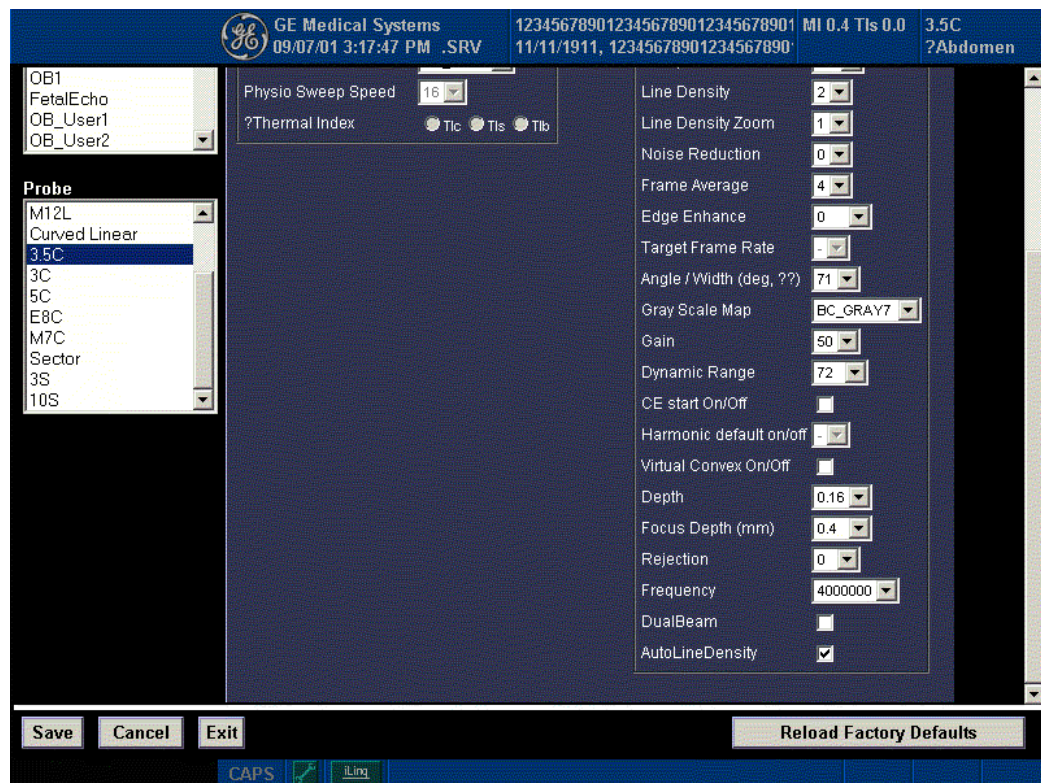 GE Medical Systems
09/07/01 3:17:47 PM .SRV
1234567890123456789012345678901
11/11/1911, 12345678901234567890
MI 0.4 TIs 0.0
3.5C
?Abdomen
OB1
FetalEcho
OB_User1
OB_User2
Probe
M12L
Curved Linear
3.5C
3C
5C
E8C
M7C
Sector
3S
10S
Physio Sweep Speed 16
?Thermal Index TIc TIs TIb
Line Density 2
Line Density Zoom 1
Noise Reduction 0
Frame Average 4
Edge Enhance 0
Target Frame Rate -
Angle / Width (deg, ??) 71
Gray Scale Map BC_GRAY7
Gain 50
Dynamic Range 72
CE start On/Off
Harmonic default on/off -
Virtual Convex On/Off
Depth 0.16
Focus Depth (mm) 0.4
Rejection 0
Frequency 4000000
DualBeam
AutoLineDensity
Save Cancel Exit Reload Factory Defaults
CAPS iLinq